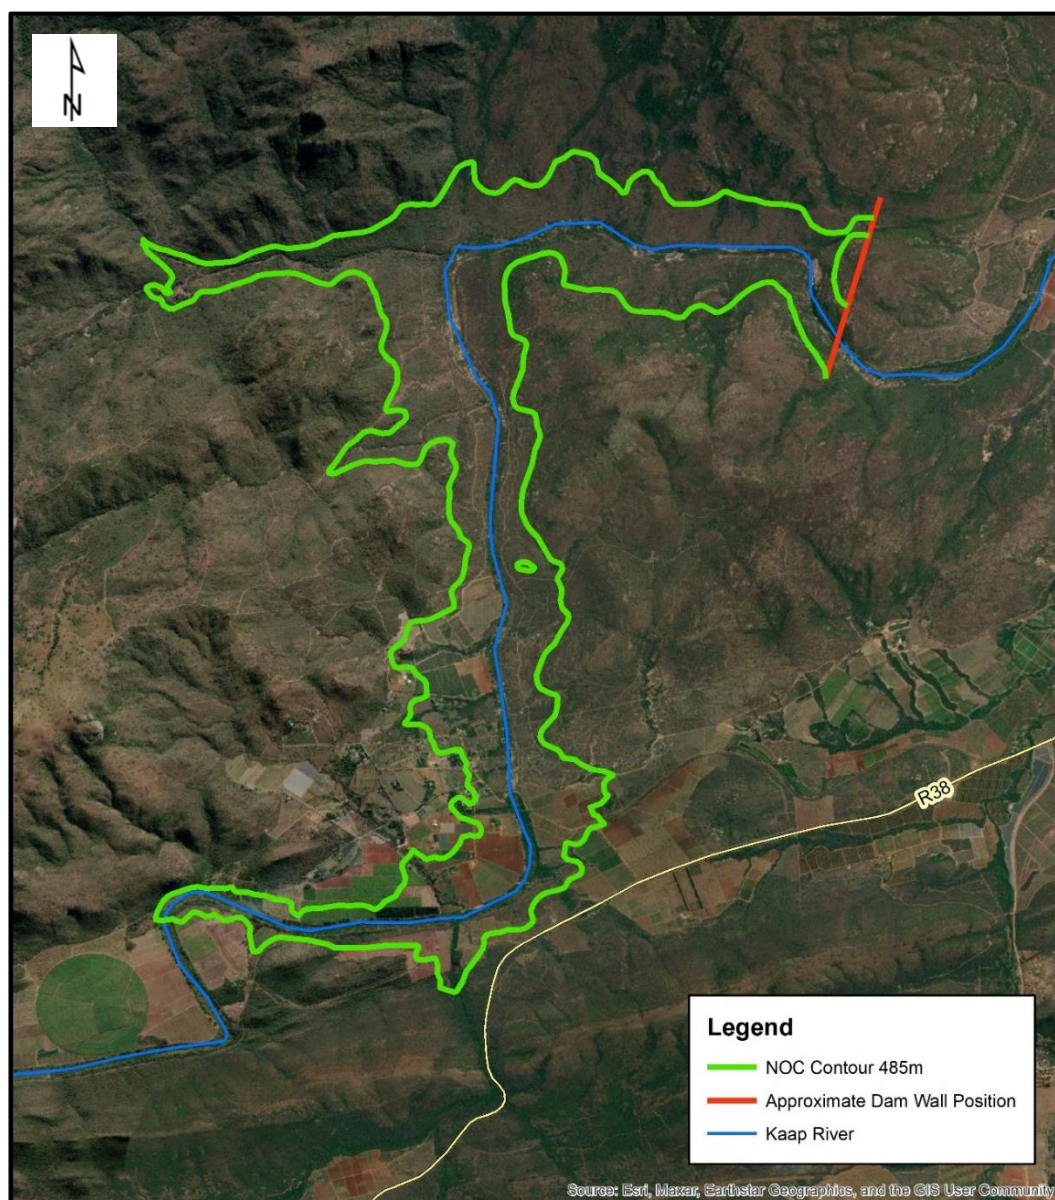 N
R38
Legend
NOC Contour 485m
Approximate Dam Wall Position
Kaap River
Source: Esri, Maxar, Earthstar Geographics, and the GIS User Community